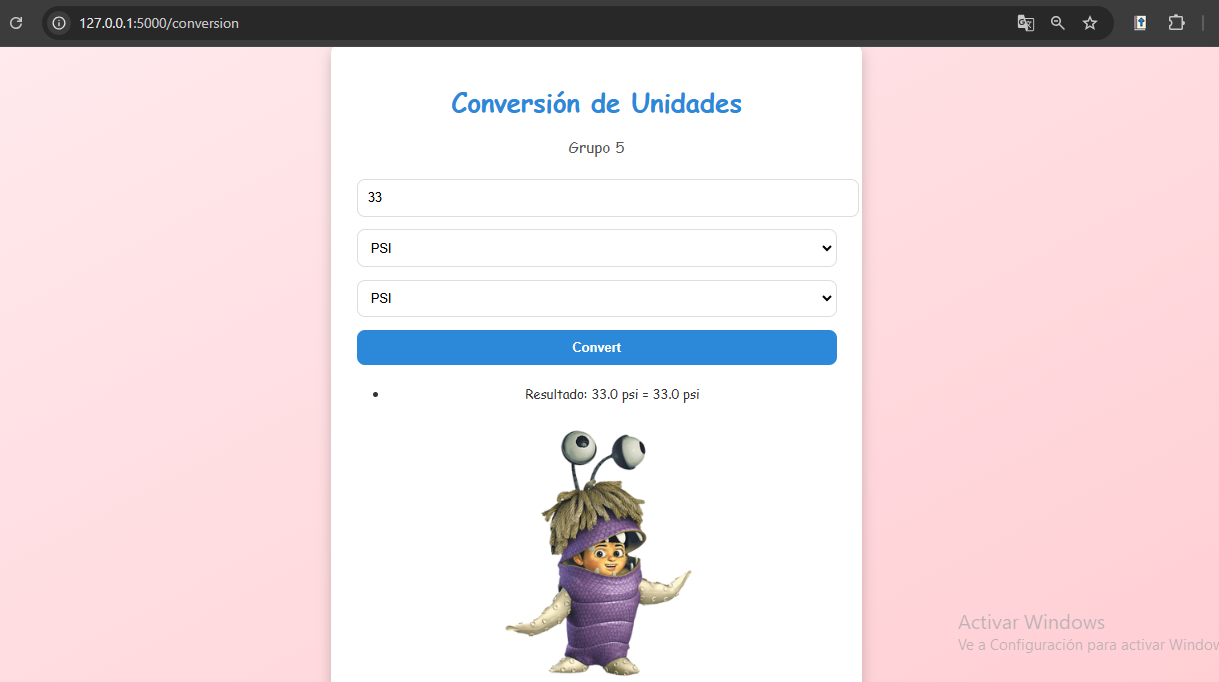 127.0.0.1:5000/conversion
Conversión de Unidades
Grupo 5
33
PSI
PSI
Convert
Resultado: 33.0 psi = 33.0 psi
Activar Windows
Ve a Configuración para activar Window